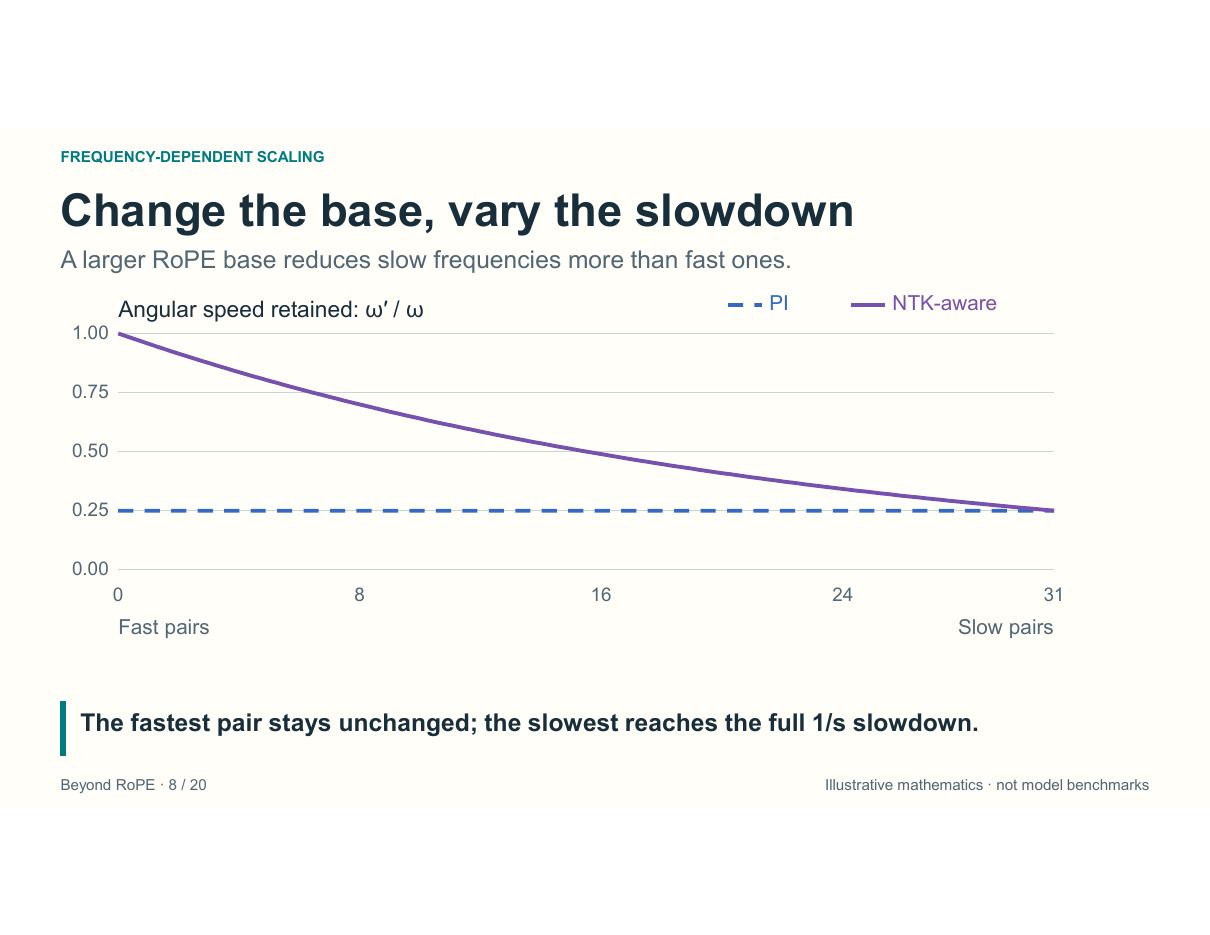 FREQUENCY-DEPENDENT SCALING
Change the base, vary the slowdown
A larger RoPE base reduces slow frequencies more than fast ones.
Angular speed retained: ω′ / ω
PI
NTK-aware
1.00
0.75
0.50
0.25
0.00
0 8 16 24 31
Fast pairs Slow pairs
The fastest pair stays unchanged; the slowest reaches the full 1/s slowdown.
Beyond RoPE · 8 / 20
Illustrative mathematics · not model benchmarks